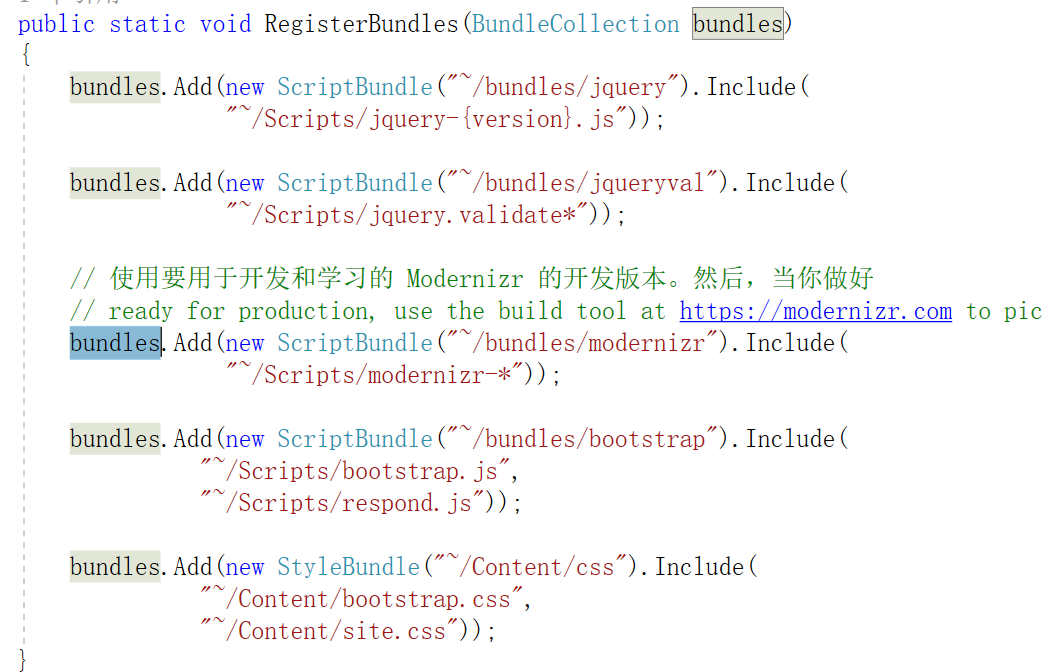 public static void RegisterBundles(BundleCollection bundles)
{
bundles.Add(new ScriptBundle("~/bundles/jquery").Include(
"~/Scripts/jquery-{version}.js"));
bundles.Add(new ScriptBundle("~/bundles/jqueryval").Include(
"~/Scripts/jquery.validate*"));
// 使用要用于开发和学习的 Modernizr 的开发版本。然后，当你做好
// ready for production, use the build tool at https://modernizr.com to pic
bundles.Add(new ScriptBundle("~/bundles/modernizr").Include(
"~/Scripts/modernizr-*"));
bundles.Add(new ScriptBundle("~/bundles/bootstrap").Include(
"~/Scripts/bootstrap.js",
"~/Scripts/respond.js"));
bundles.Add(new StyleBundle("~/Content/css").Include(
"~/Content/bootstrap.css",
"~/Content/site.css"));
}